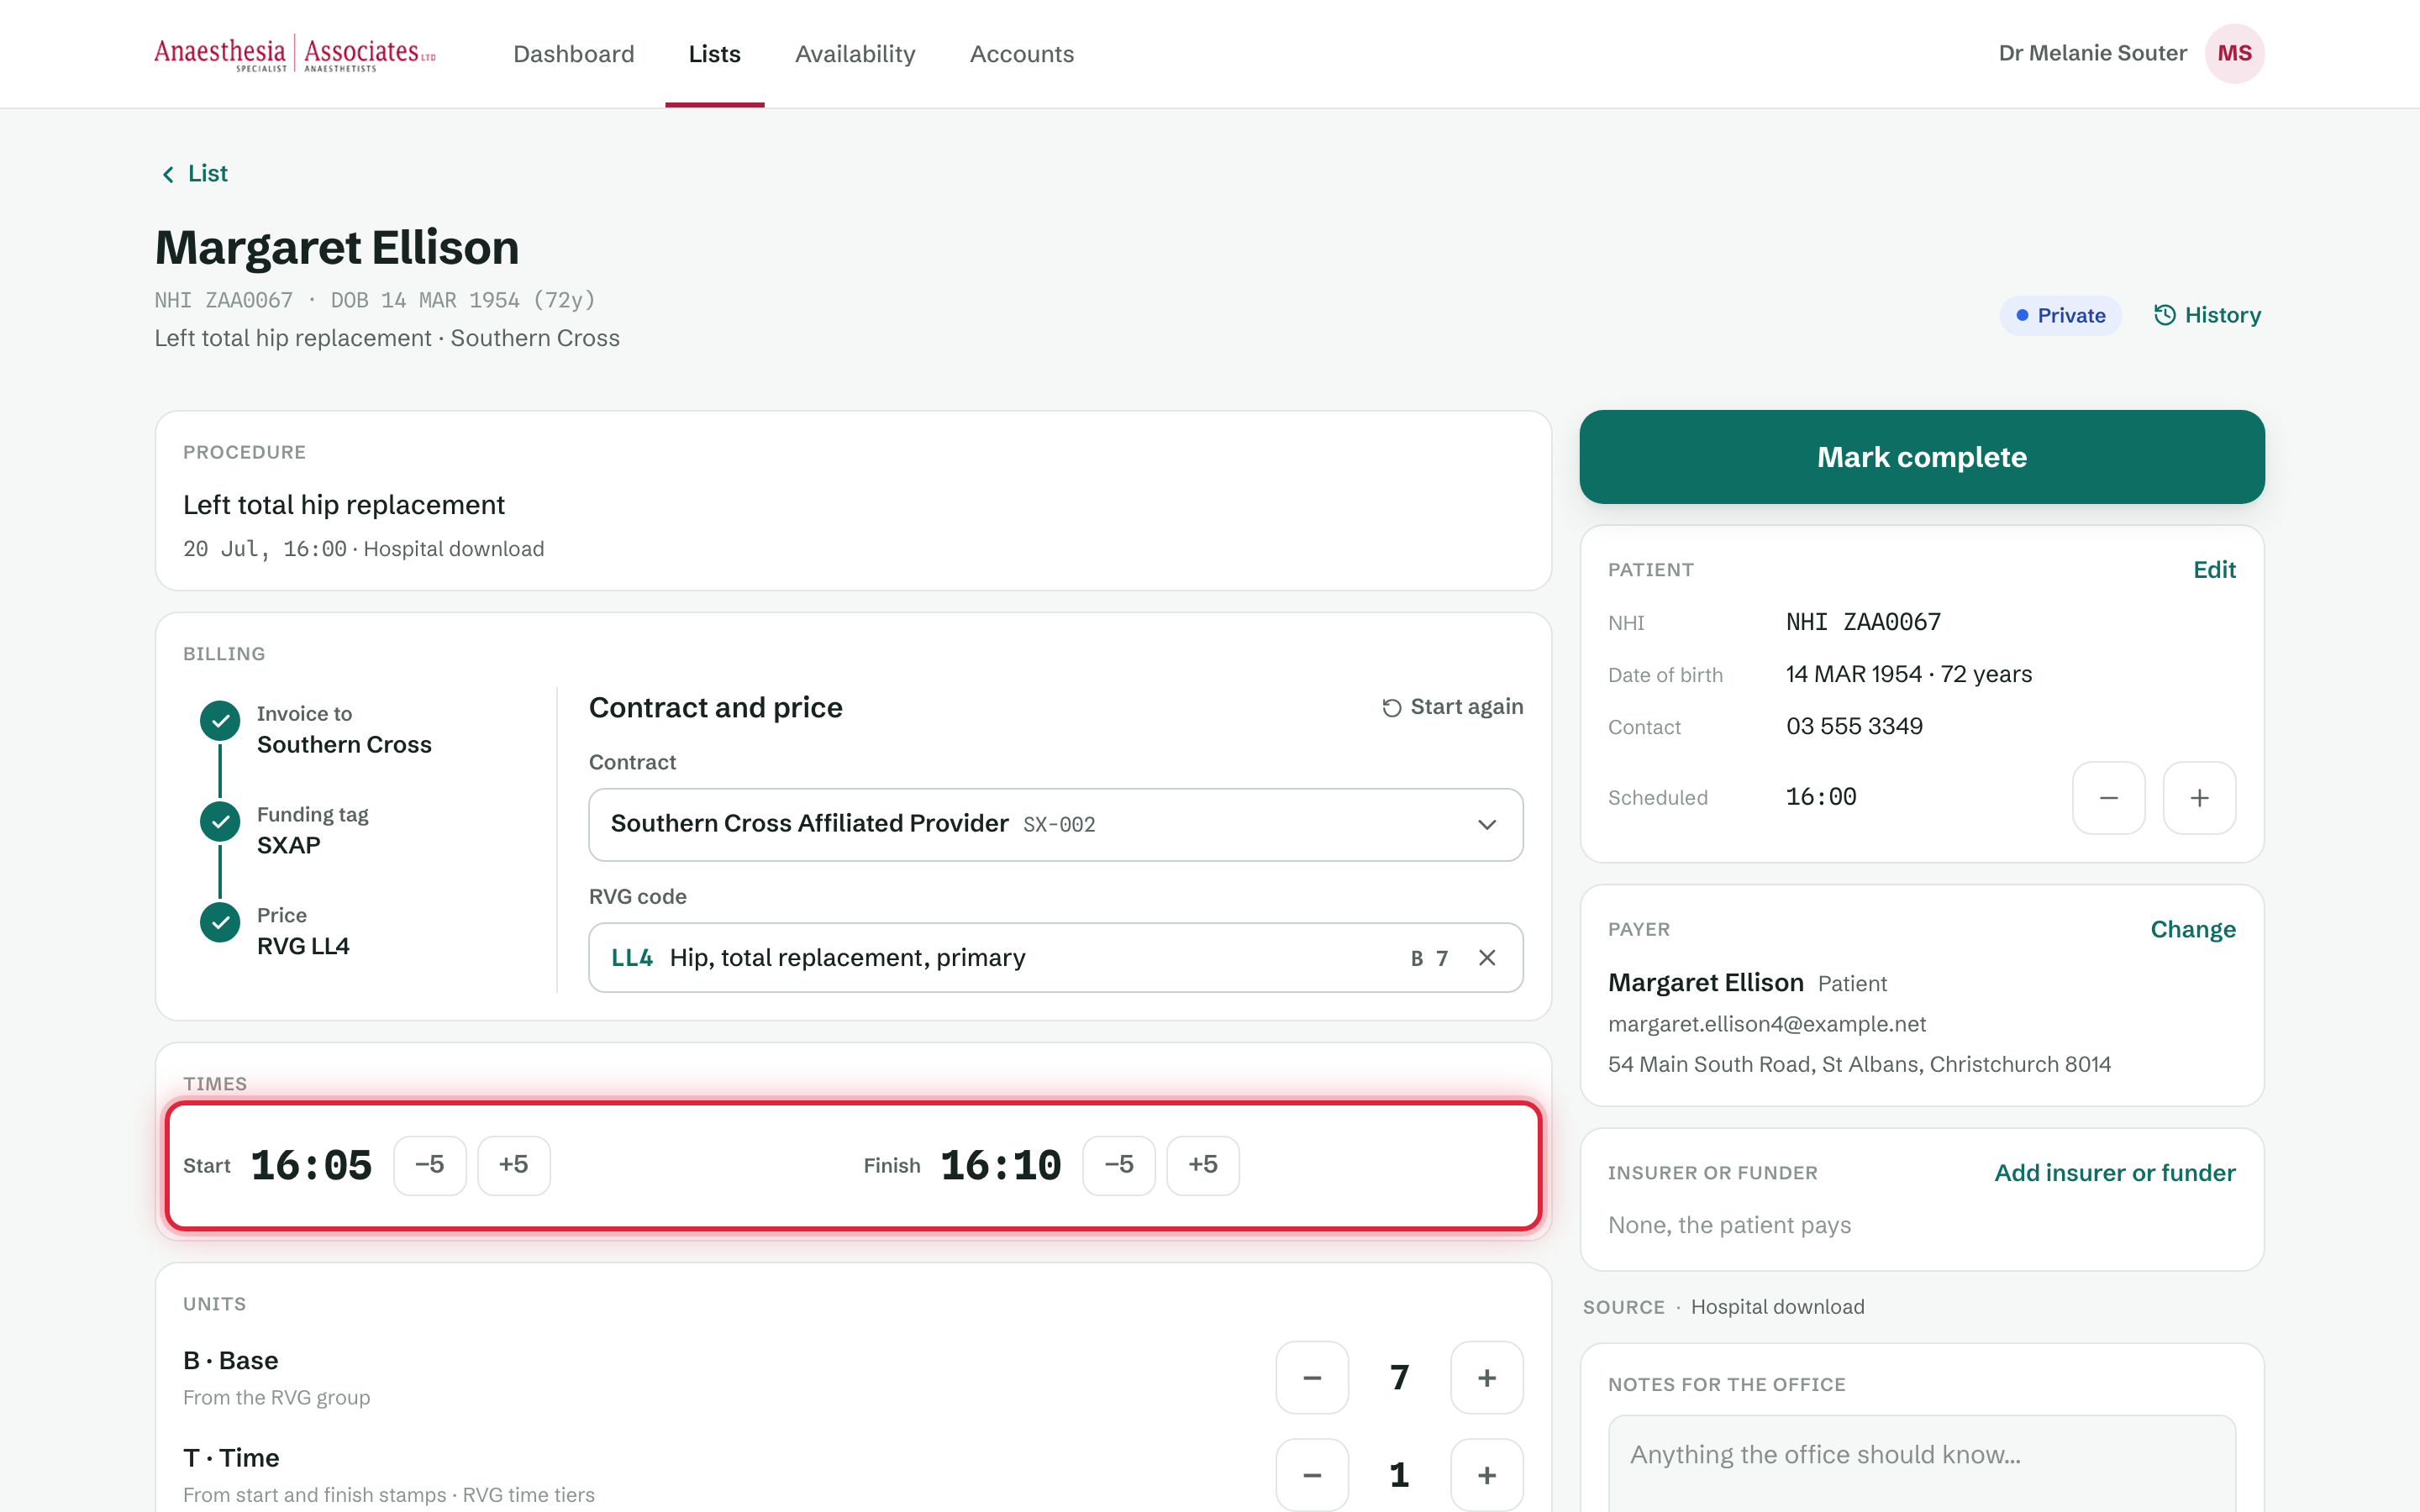 Anaesthesia | Associates LTD
SPECIALIST ANAESTHETISTS
Dashboard
Lists
Availability
Accounts
Dr Melanie Souter
MS
List
Margaret Ellison
NHI ZAA0067 · DOB 14 MAR 1954 (72y)
Left total hip replacement · Southern Cross
Private
History
PROCEDURE
Left total hip replacement
20 Jul, 16:00 · Hospital download
BILLING
Invoice to
Southern Cross
Funding tag
SXAP
Price
RVG LL4
Contract and price
Start again
Contract
Southern Cross Affiliated Provider SX-002
RVG code
LL4 Hip, total replacement, primary B 7
TIMES
Start 16:05 −5 +5
Finish 16:10 −5 +5
UNITS
B · Base
From the RVG group
− 7 +
T · Time
From start and finish stamps · RVG time tiers
− 1 +
Mark complete
PATIENT
Edit
NHI NHI ZAA0067
Date of birth 14 MAR 1954 · 72 years
Contact 03 555 3349
Scheduled 16:00 − +
PAYER
Change
Margaret Ellison Patient
margaret.ellison4@example.net
54 Main South Road, St Albans, Christchurch 8014
INSURER OR FUNDER
Add insurer or funder
None, the patient pays
SOURCE · Hospital download
NOTES FOR THE OFFICE
Anything the office should know…